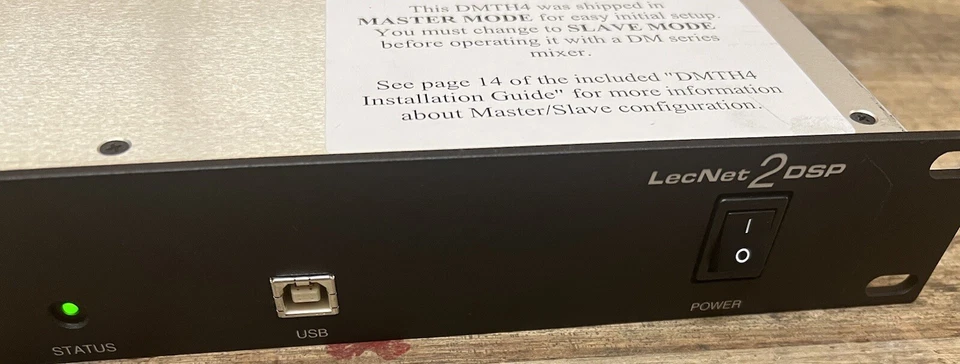 This DMTH4 was shipped in
MASTER MODE for easy initial setup.
You must change to SLAVE MODE
before operating it with a DM series
mixer.
See page 14 of the included "DMTH4
Installation Guide" for more information
about Master/Slave configuration.
LecNet 2 DSP
I
O
POWER
USB
STATUS